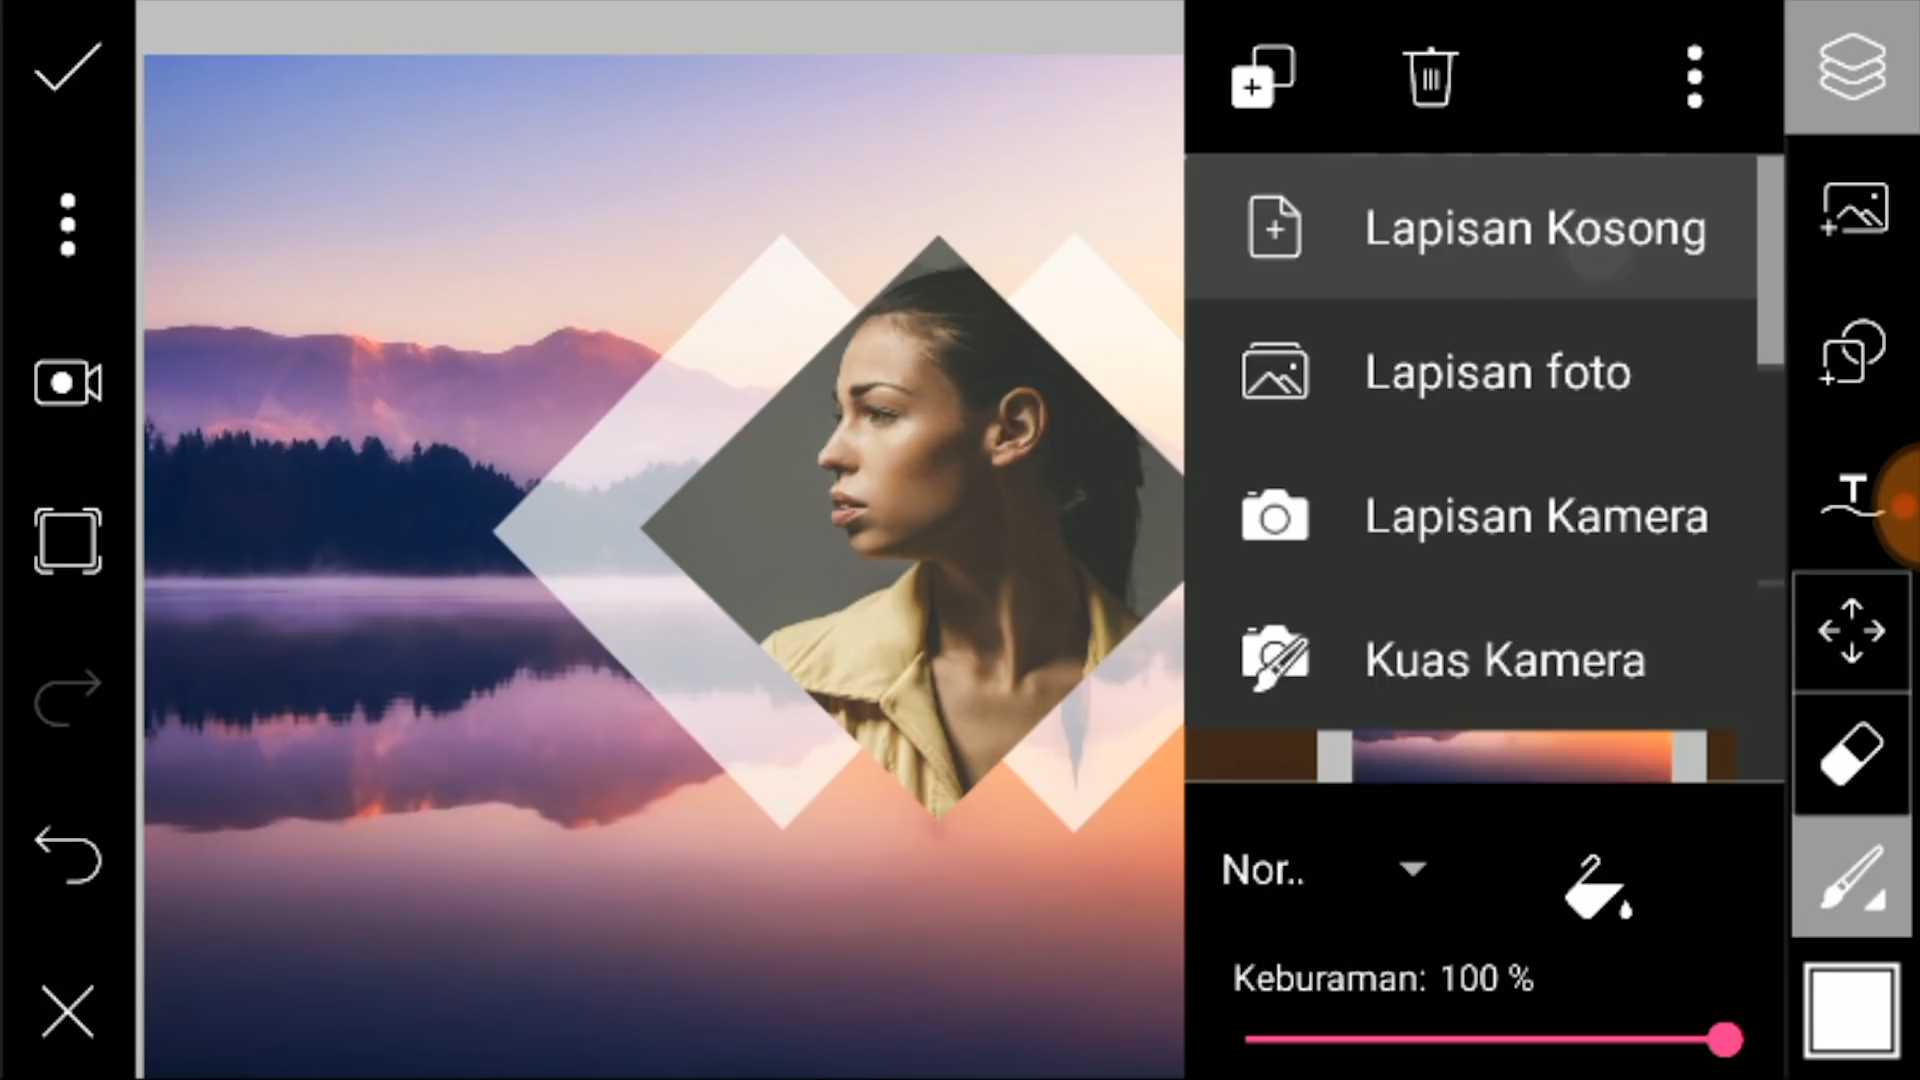 Lapisan Kosong
Lapisan foto
Lapisan Kamera
Kuas Kamera
Nor..
Keburaman: 100 %